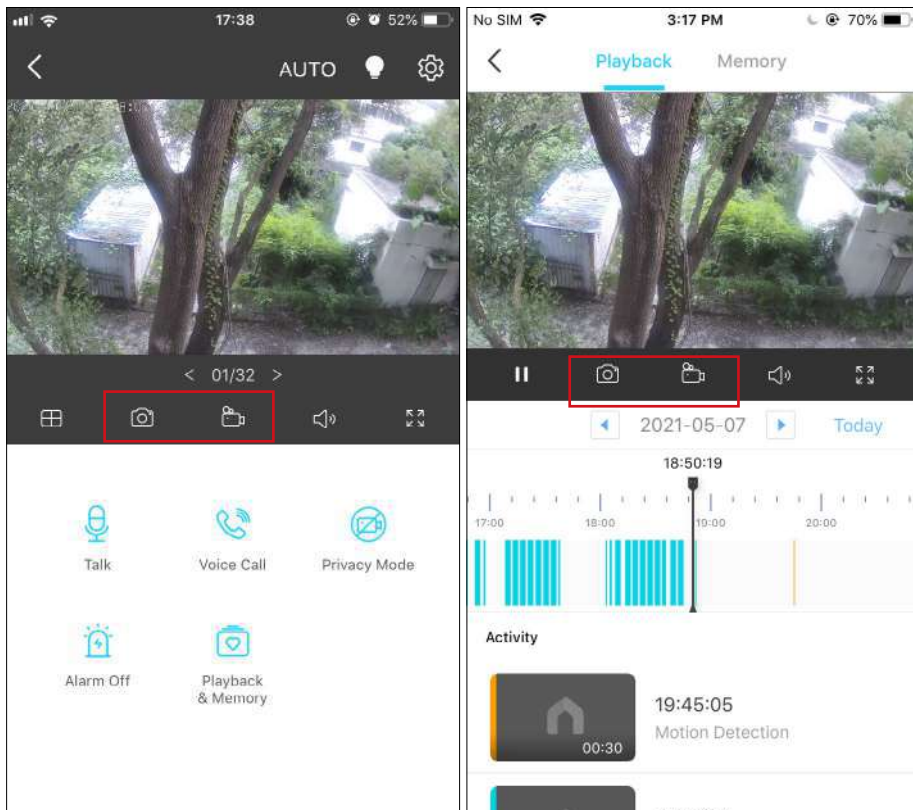 17:38
52%
AUTO
< 01/32 >
Talk
Voice Call
Privacy Mode
Alarm Off
Playback
& Memory
No SIM
3:17 PM
70%
Playback
Memory
2021-05-07
Today
18:50:19
17:00
18:00
19:00
20:00
Activity
00:30
19:45:05
Motion Detection